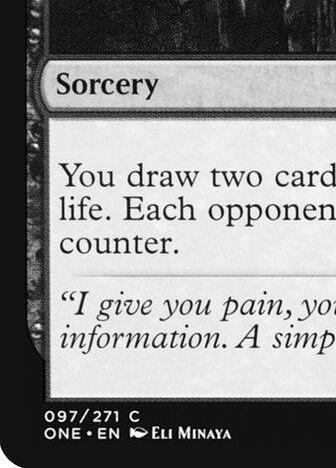 Sorcery
You draw two card
life. Each opponen
counter.
“I give you pain, yo
information. A simp
097/271 C
ONE • EN Eli Minaya